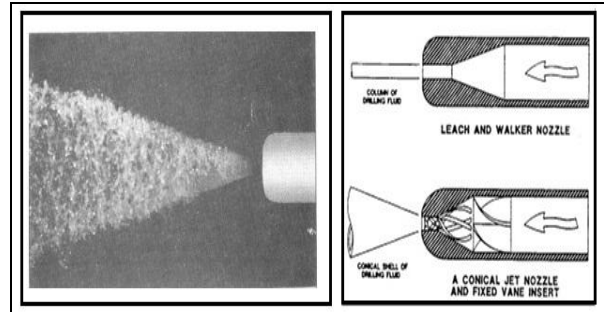 COLUMN OF
DRILLING FLUID
LEACH AND WALKER NOZZLE
CONICAL SHELL OF
DRILLING FLUID
A CONICAL JET NOZZLE
AND FIXED VANE INSERT